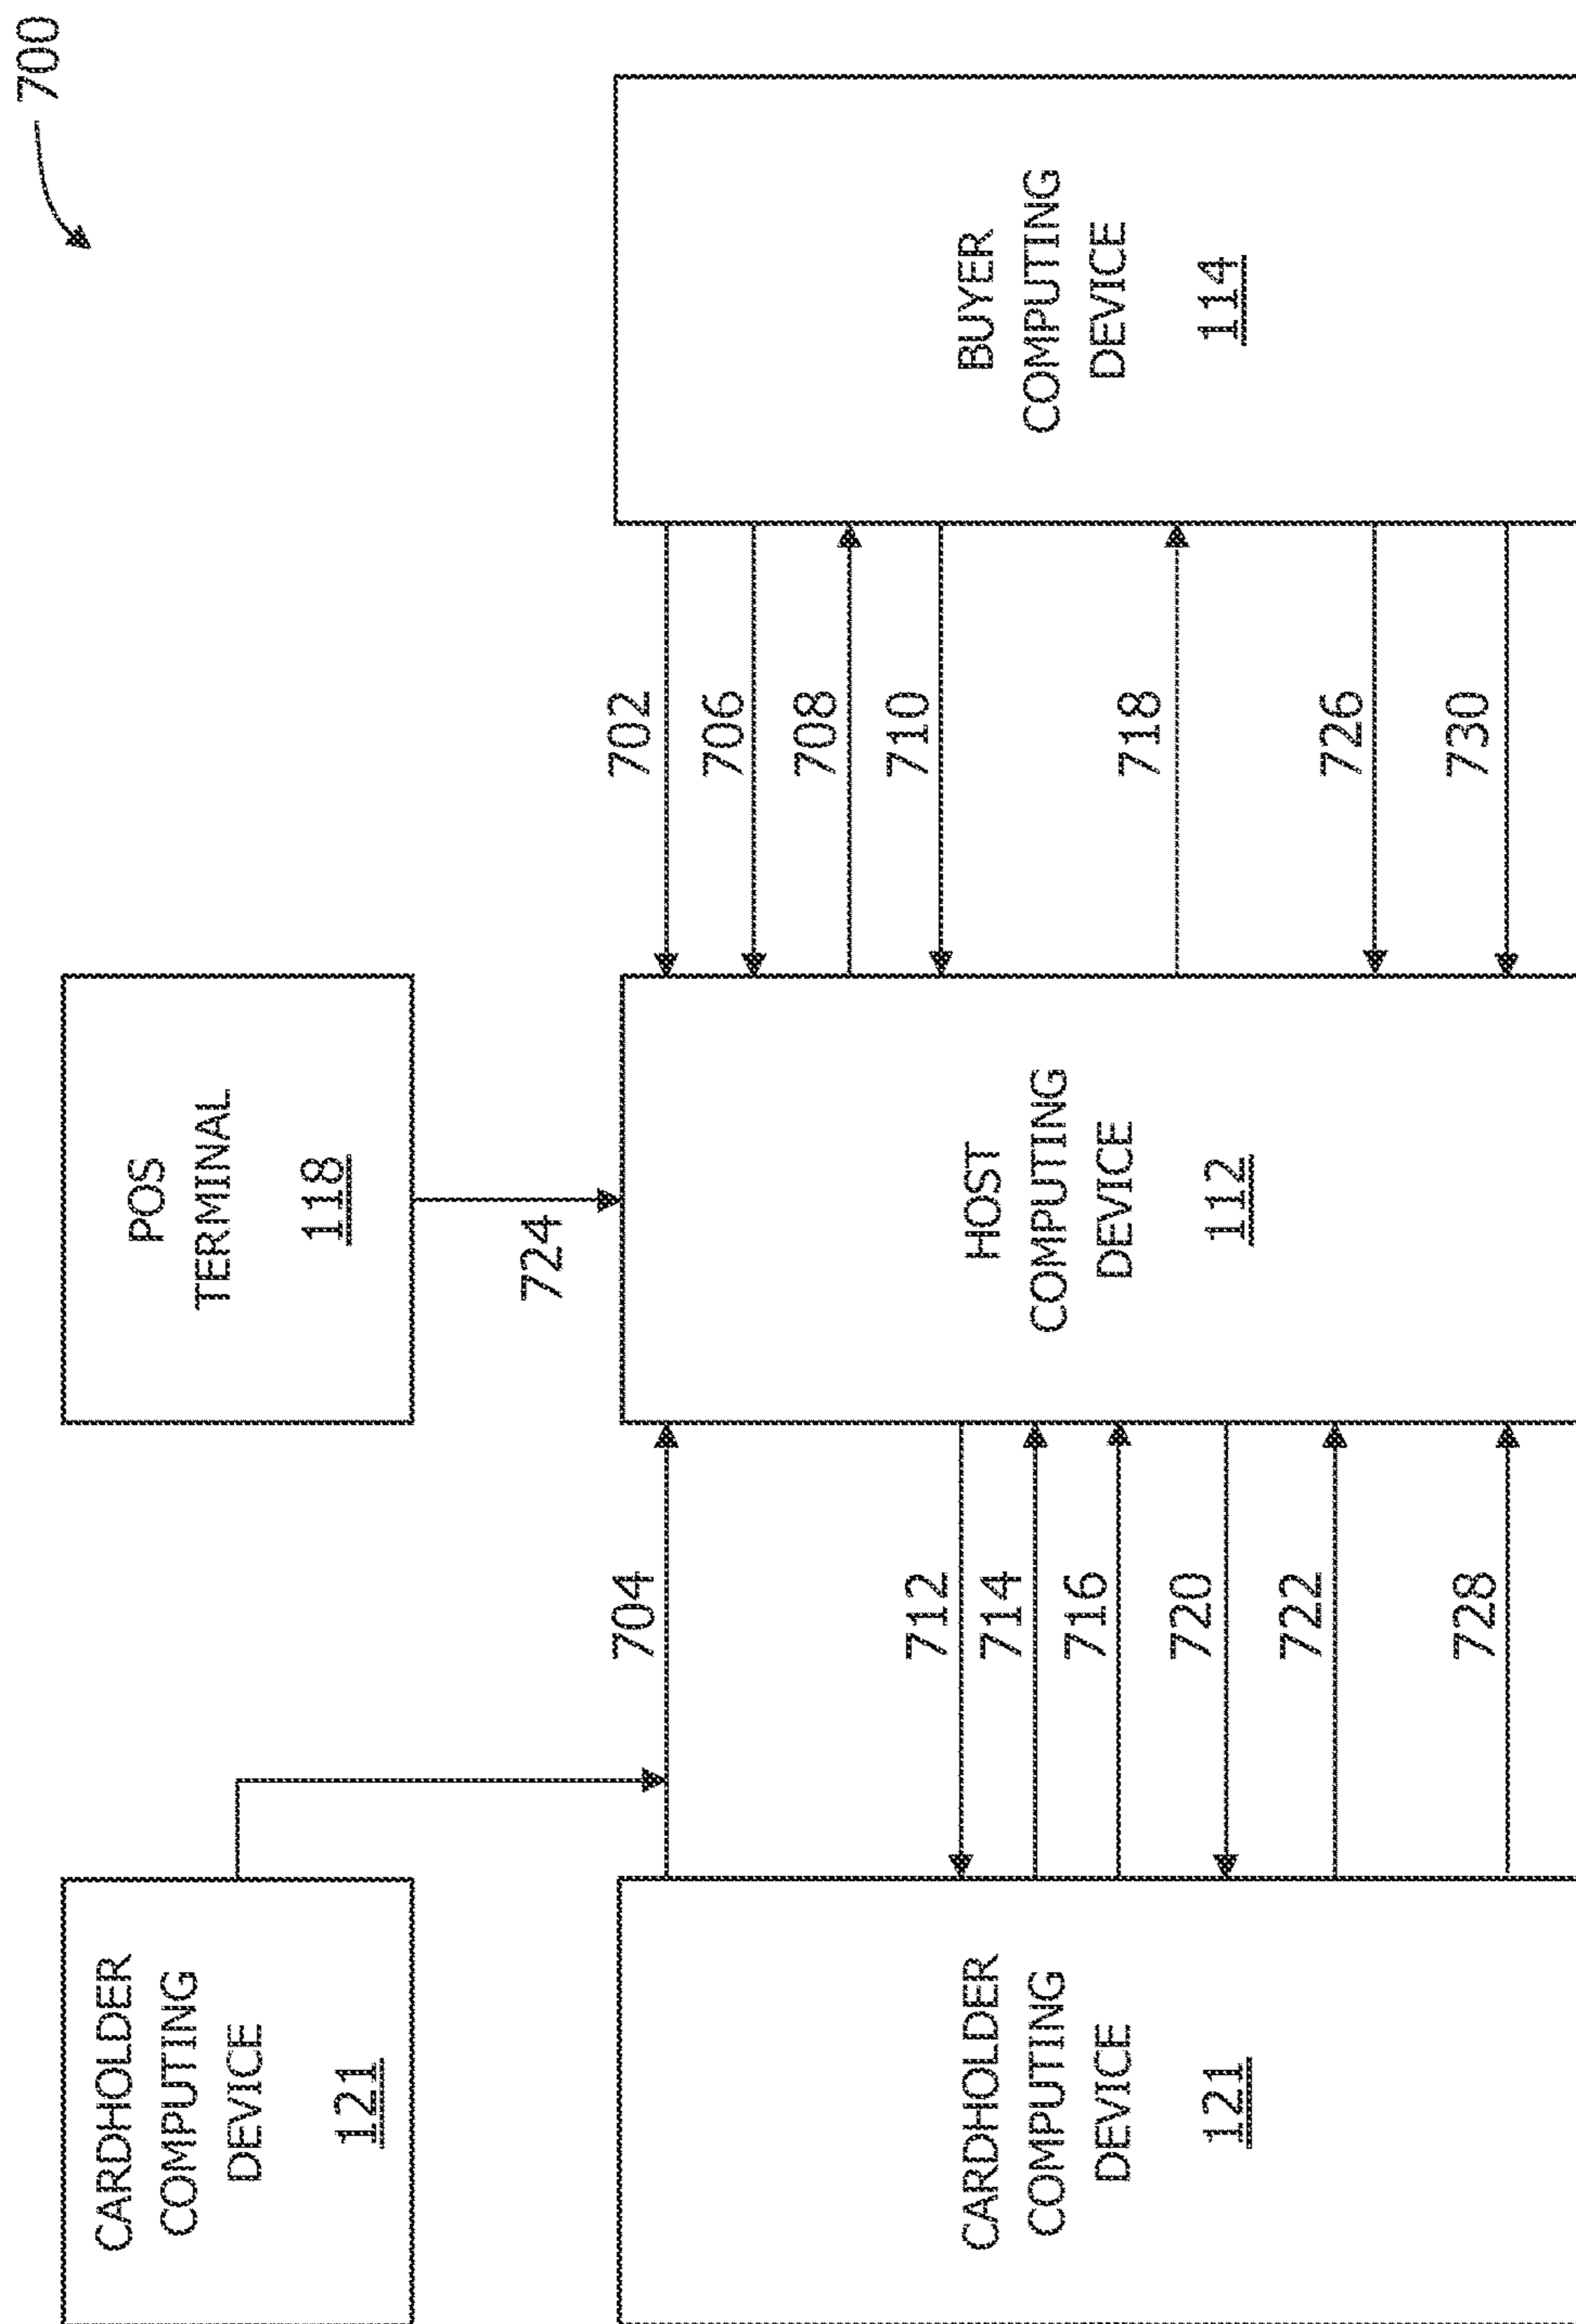 700
CARDHOLDER
COMPUTING
DEVICE
121
POS
TERMINAL
118
724
CARDHOLDER
COMPUTING
DEVICE
121
704
712
714
716
720
722
728
HOST
COMPUTING
DEVICE
112
702
706
708
710
718
726
730
BUYER
COMPUTING
DEVICE
114